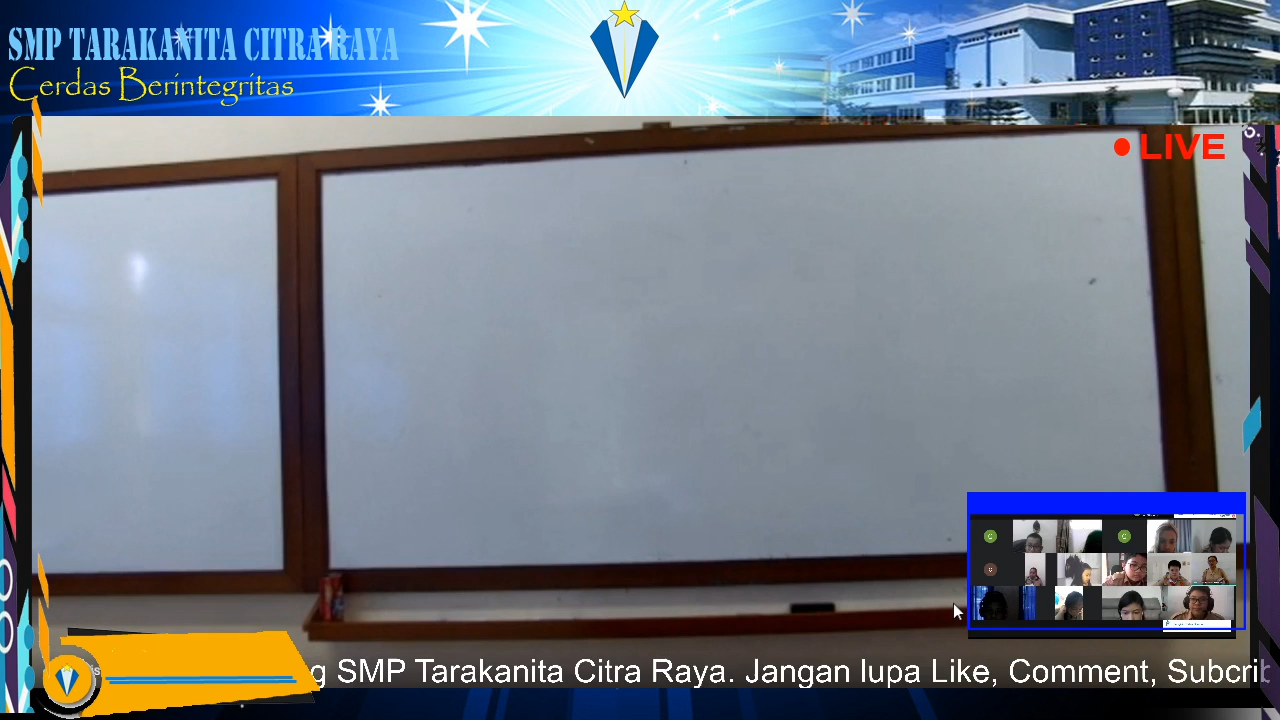 SMP TARAKANITA CITRA RAYA
Cerdas Berintegritas
LIVE
g SMP Tarakanita Citra Raya. Jangan lupa Like, Comment, Subcrib